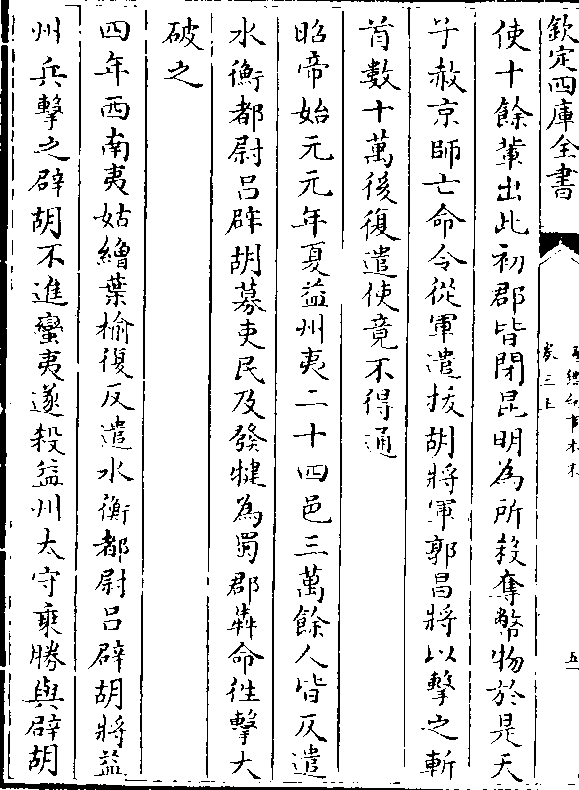 欽定四庫全書
卷三上
五
使十餘輩出此初郡皆閉昆明為所殺奪幣物於是天
子赦京師亡命令從軍遣拔胡將軍郭昌將以擊之斬
首數十萬後復遣使竟不得通
昭帝始元元年夏益州夷二十四邑三萬餘人皆反遣
水衡都尉吕辟胡募吏民及發犍為蜀郡犇命徃擊大
破之
四年西南夷姑繒葉榆復反遣水衡都尉吕辟胡將益
州兵擊之辟胡不進蠻夷遂殺益州大守乘勝與辟胡